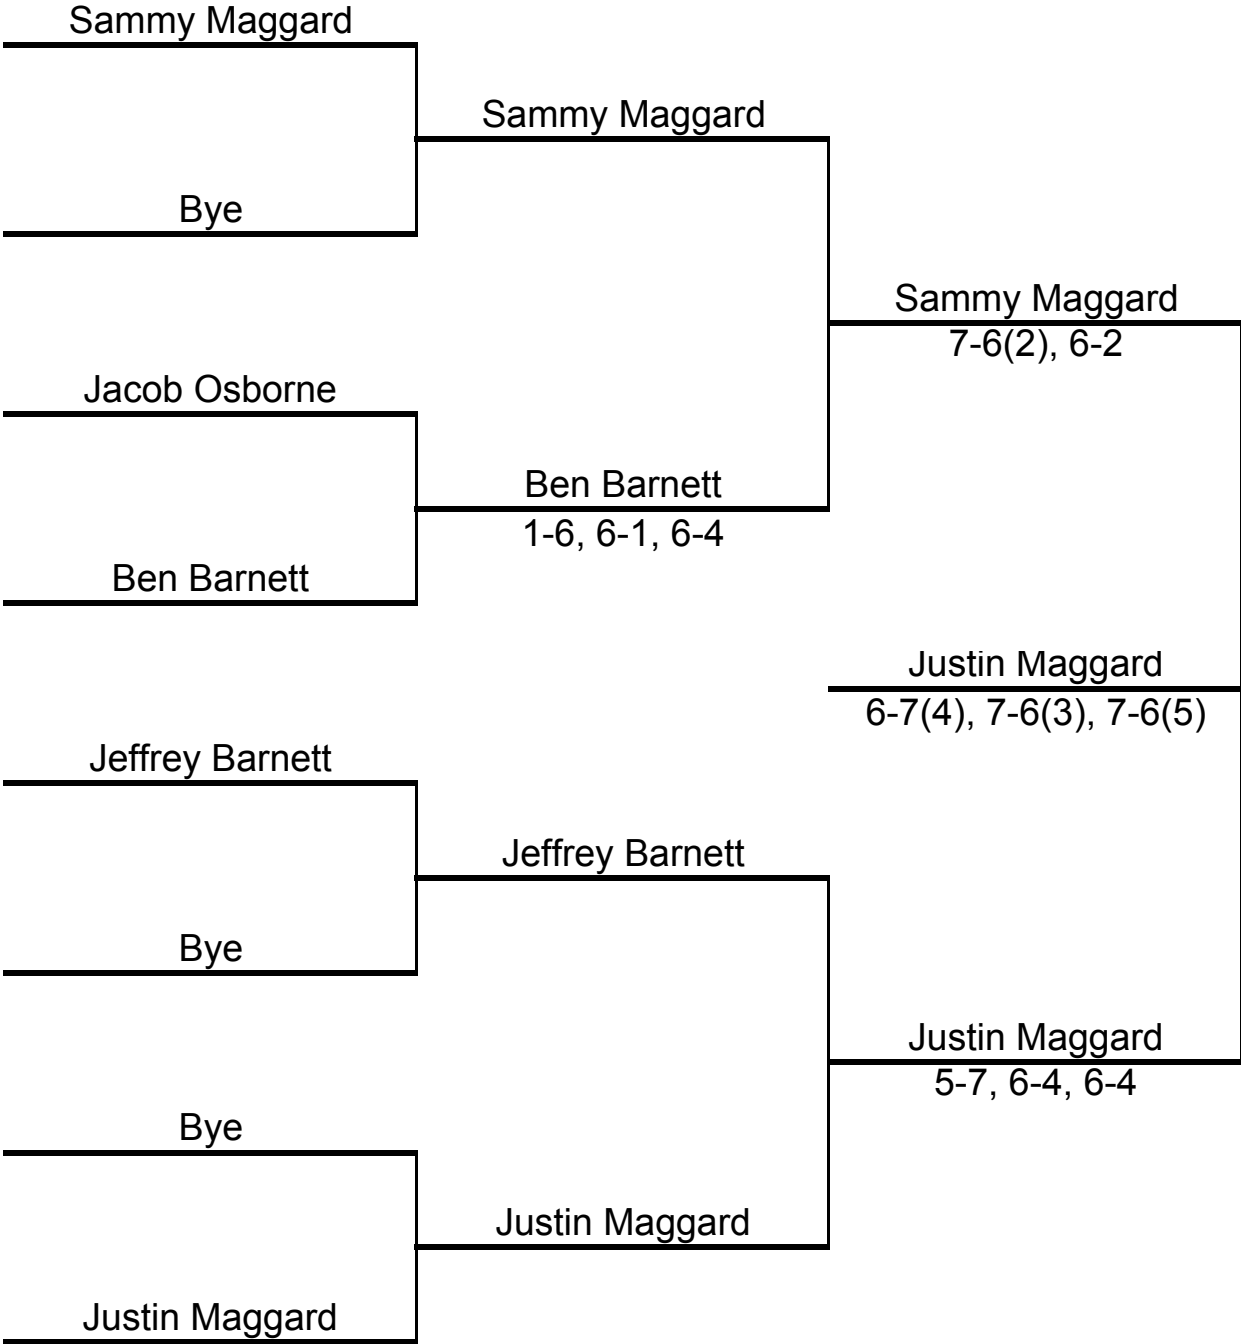 Sammy Maggard
Sammy Maggard
Bye
Sammy Maggard
7-6(2), 6-2
Jacob Osborne
Ben Barnett
1-6, 6-1, 6-4
Ben Barnett
Justin Maggard
6-7(4), 7-6(3), 7-6(5)
Jeffrey Barnett
Jeffrey Barnett
Bye
Justin Maggard
5-7, 6-4, 6-4
Bye
Justin Maggard
Justin Maggard